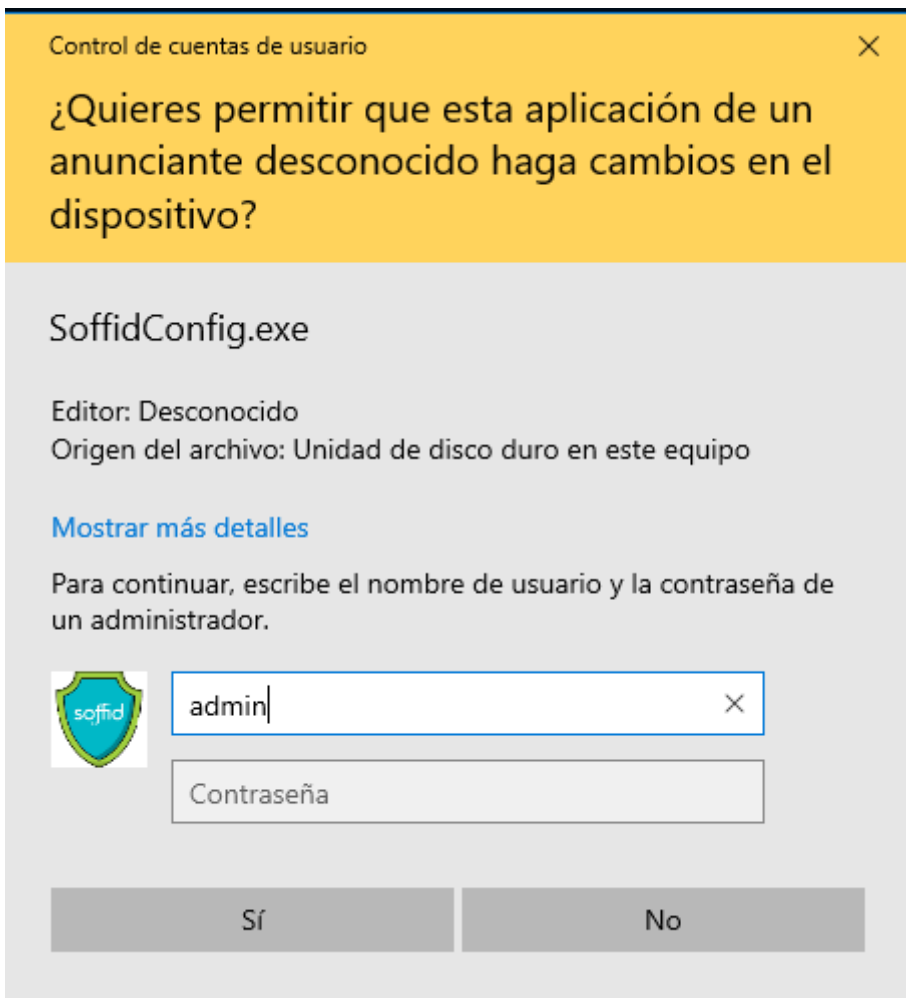 Control de cuentas de usuario
¿Quieres permitir que esta aplicación de un
anunciante desconocido haga cambios en el
dispositivo?
SoffidConfig.exe
Editor: Desconocido
Origen del archivo: Unidad de disco duro en este equipo
Mostrar más detalles
Para continuar, escribe el nombre de usuario y la contraseña de
un administrador.
soffid
admin
Contraseña
Sí
No